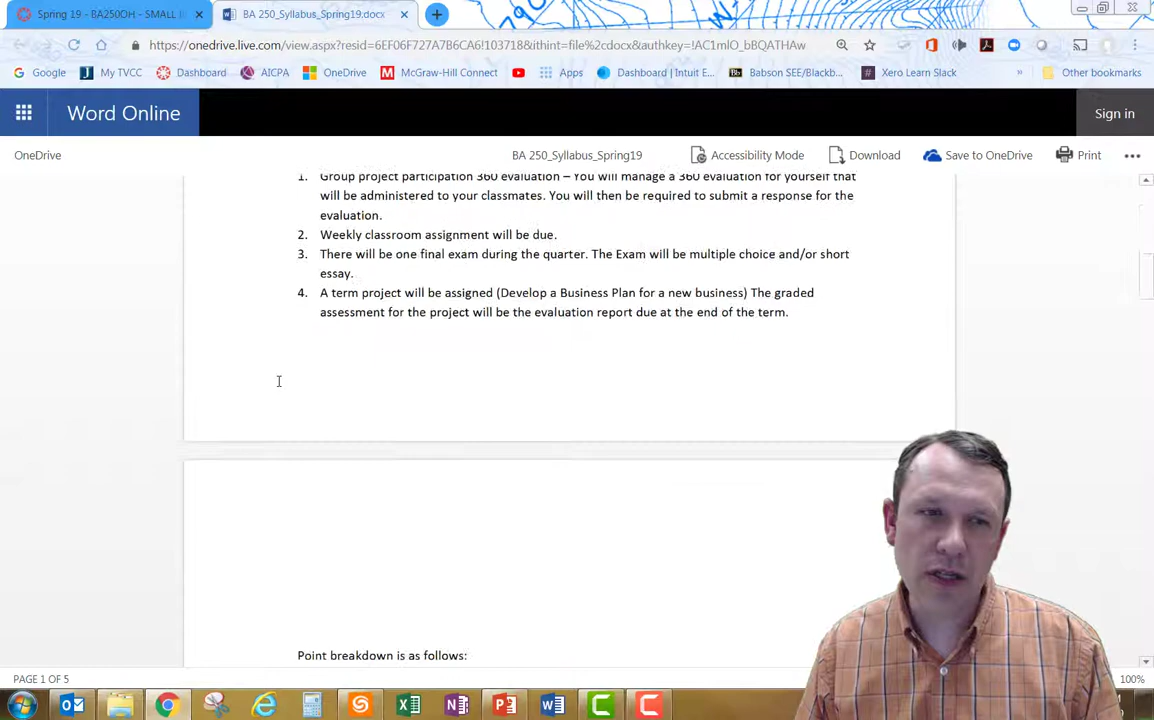 Spring 19 - BA250OH - SMALL
BA 250_Syllabus_Spring19.docx
https://onedrive.live.com/view.aspx?resid=6EF06F727A7B6CA6!103718&ithint=file%2cdocx&authkey=!AC1mlO_bBQATHAw
Google
My TVCC
Dashboard
AICPA
OneDrive
McGraw-Hill Connect
Apps
Dashboard | Intuit E...
Babson SEE/Blackb...
Xero Learn Slack
»
Other bookmarks
Word Online
Sign in
OneDrive
BA 250_Syllabus_Spring19
Accessibility Mode
Download
Save to OneDrive
Print
1. Group project participation 360 evaluation – You will manage a 360 evaluation for yourself that
will be administered to your classmates. You will then be required to submit a response for the
evaluation.
2. Weekly classroom assignment will be due.
3. There will be one final exam during the quarter. The Exam will be multiple choice and/or short
essay.
4. A term project will be assigned (Develop a Business Plan for a new business) The graded
assessment for the project will be the evaluation report due at the end of the term.
Point breakdown is as follows:
PAGE 1 OF 5
100%